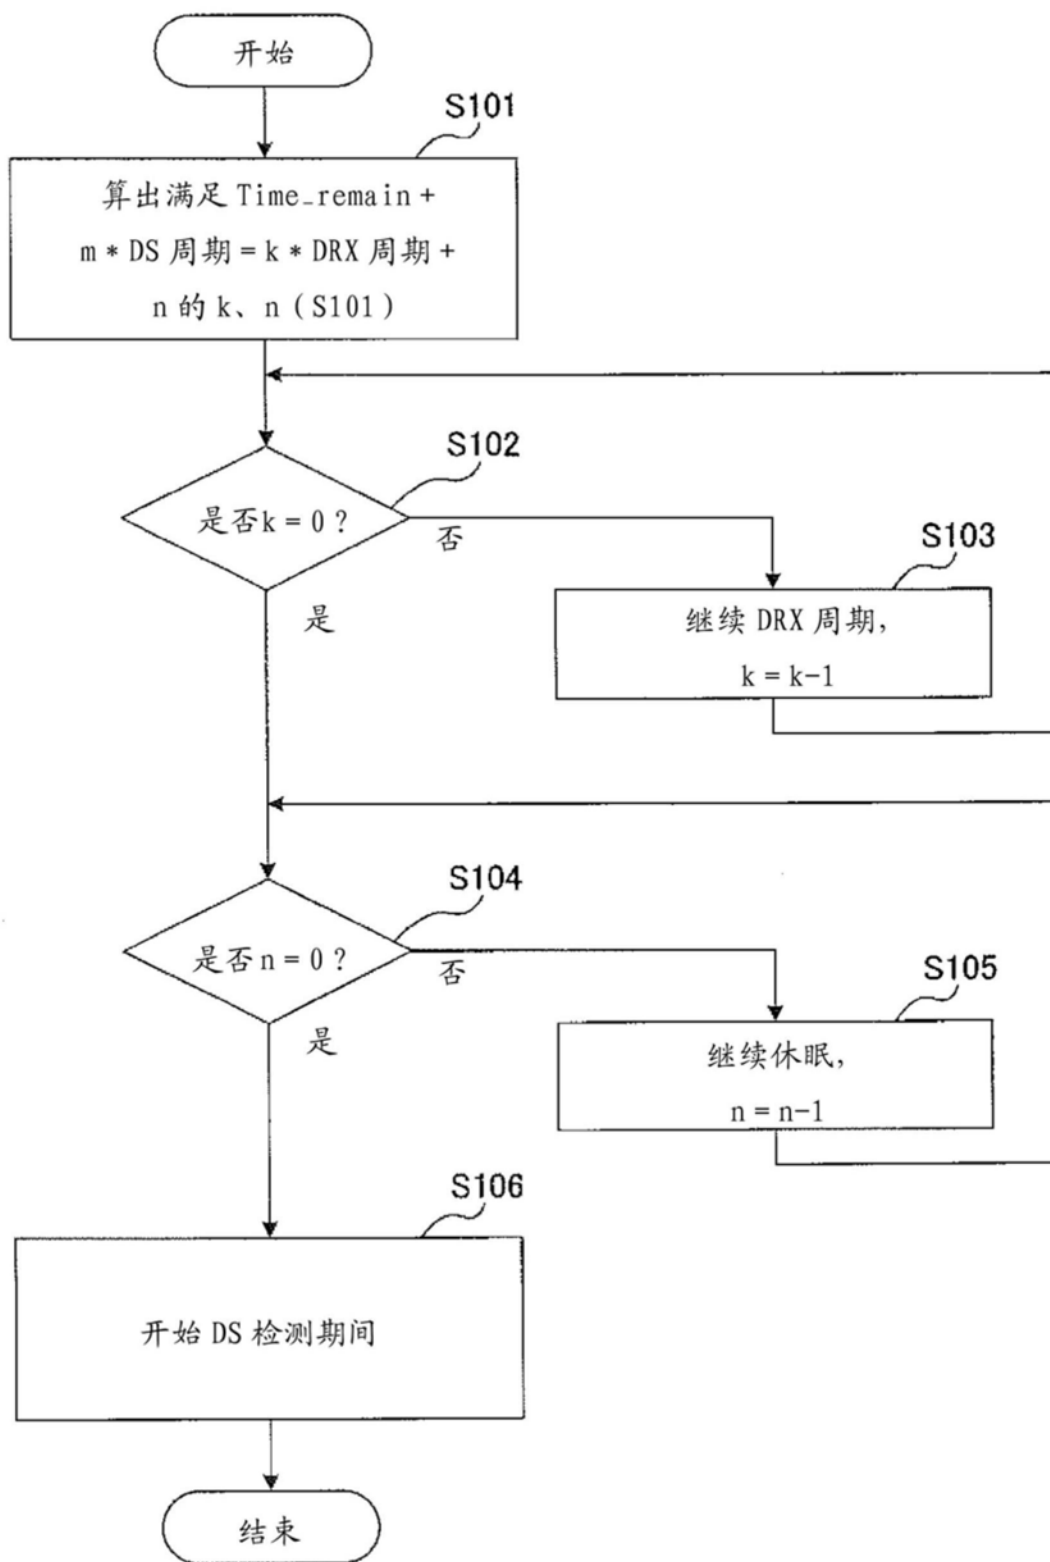 开始
S101
算出满足 Time_remain +
m * DS 周期 = k * DRX 周期 +
n 的 k、n (S101)
S102
是否 k = 0 ?
否
是
S103
继续 DRX 周期,
k = k-1
S104
是否 n = 0 ?
否
是
S105
继续休眠,
n = n-1
S106
开始 DS 检测期间
结束